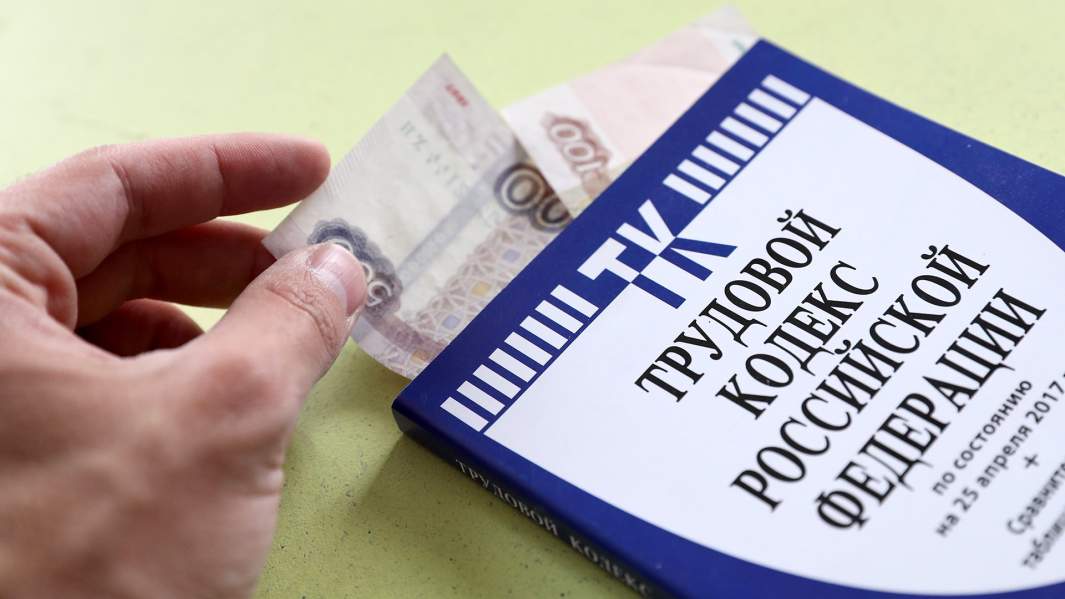 ТК
ТРУДОВОЙ
КОДЕКС
РОССИЙСКОЙ
ФЕДЕРАЦИИ
по состоянию
на 25 апреля 2017
+
ТРУДОВОЙ КОДЕКС
100